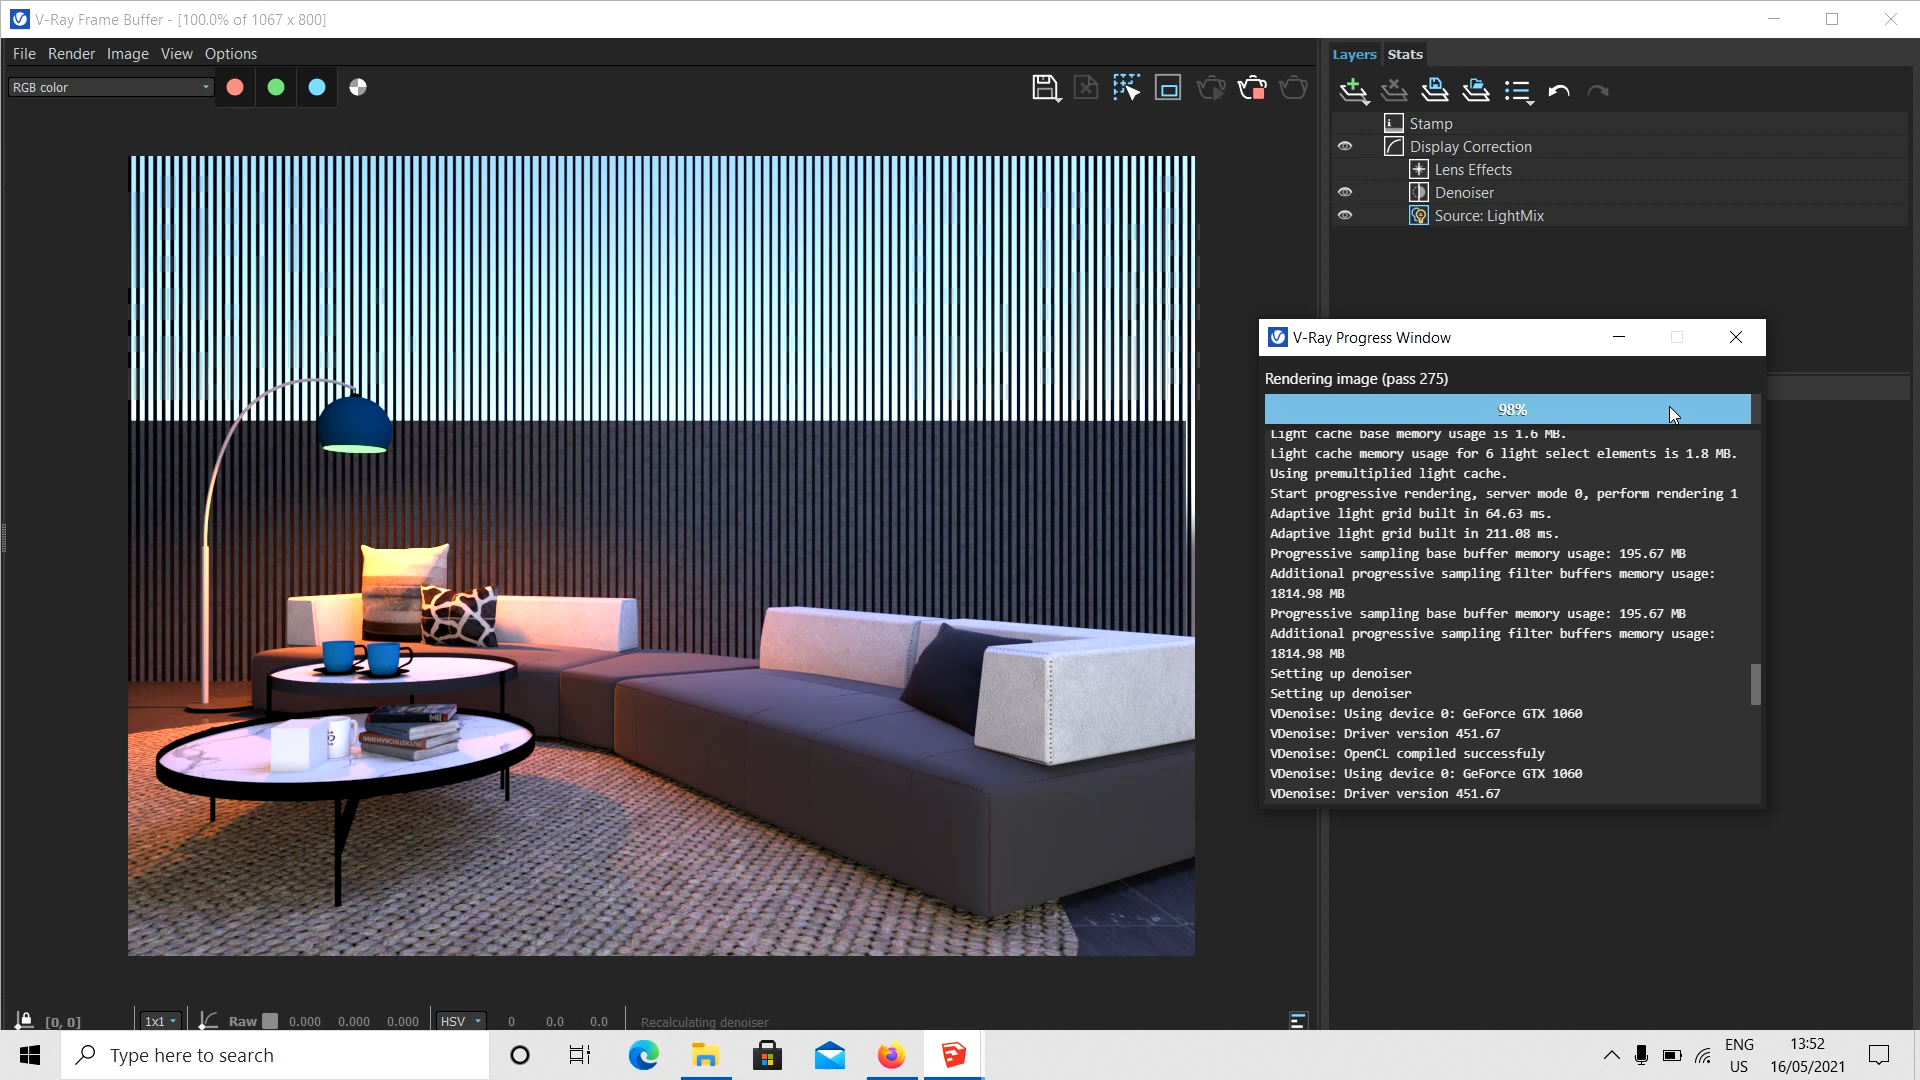 V-Ray Frame Buffer - [100.0% of 1067 x 800]
File Render Image View Options
RGB color
Layers Stats
Stamp
Display Correction
Lens Effects
Denoiser
Source: LightMix
V-Ray Progress Window
Rendering image (pass 275)
98%
Light cache base memory usage is 1.6 MB.
Light cache memory usage for 6 light select elements is 1.8 MB.
Using premultiplied light cache.
Start progressive rendering, server mode 0, perform rendering 1
Adaptive light grid built in 64.63 ms.
Adaptive light grid built in 211.08 ms.
Progressive sampling base buffer memory usage: 195.67 MB
Additional progressive sampling filter buffers memory usage:
1814.98 MB
Progressive sampling base buffer memory usage: 195.67 MB
Additional progressive sampling filter buffers memory usage:
1814.98 MB
Setting up denoiser
Setting up denoiser
VDenoise: Using device 0: GeForce GTX 1060
VDenoise: Driver version 451.67
VDenoise: OpenCL compiled successfuly
VDenoise: Using device 0: GeForce GTX 1060
VDenoise: Driver version 451.67
[0, 0] 1x1 Raw 0.000 0.000 0.000 HSV 0 0.0 0.0 Recalculating denoiser
Type here to search
ENG
US
13:52
16/05/2021